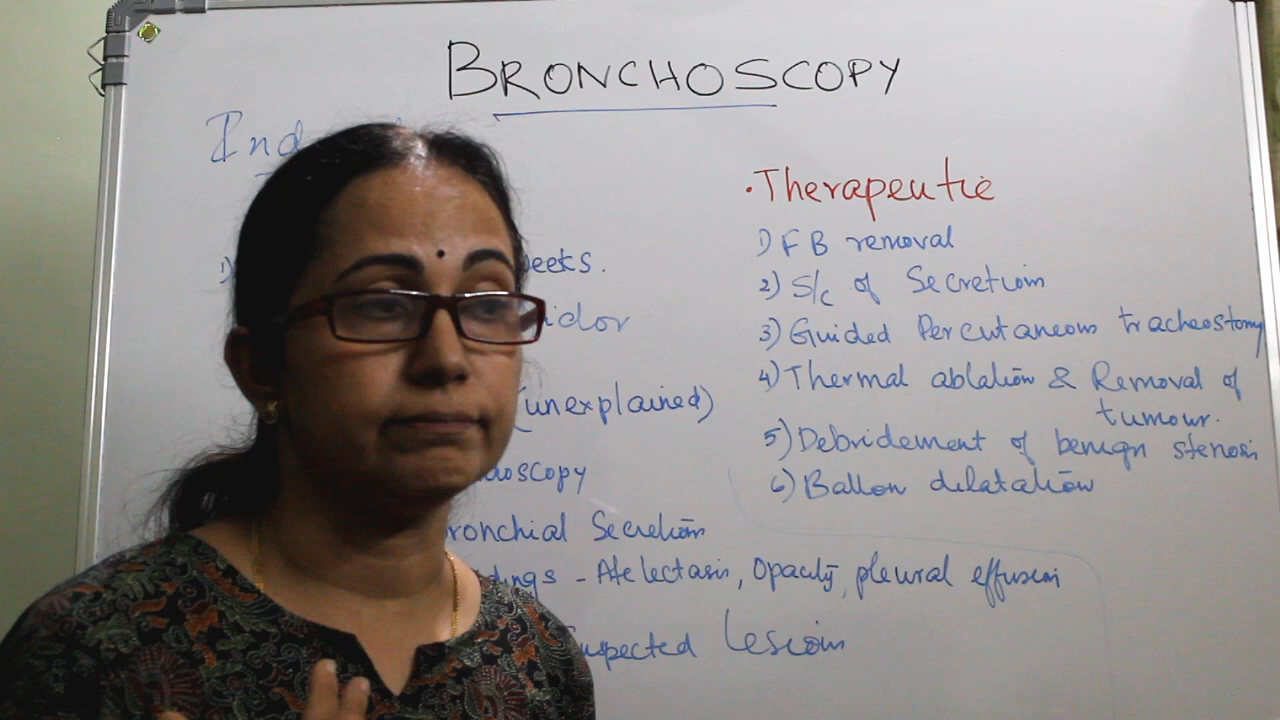 BRONCHOSCOPY
Ind
• Therapeutic
1)
eeks.
idor
(unexplained)
oscopy
ronchial Secretion
dings - Atelectasis, Opacity, pleural effusion
uspected Lesion
1) F B removal
2) S/c of Secretion
3) Guided Percutaneous tracheostomy
4) Thermal ablation & Removal of
tumour.
5) Debridement of benign stenosis
6) Ballon dilatation